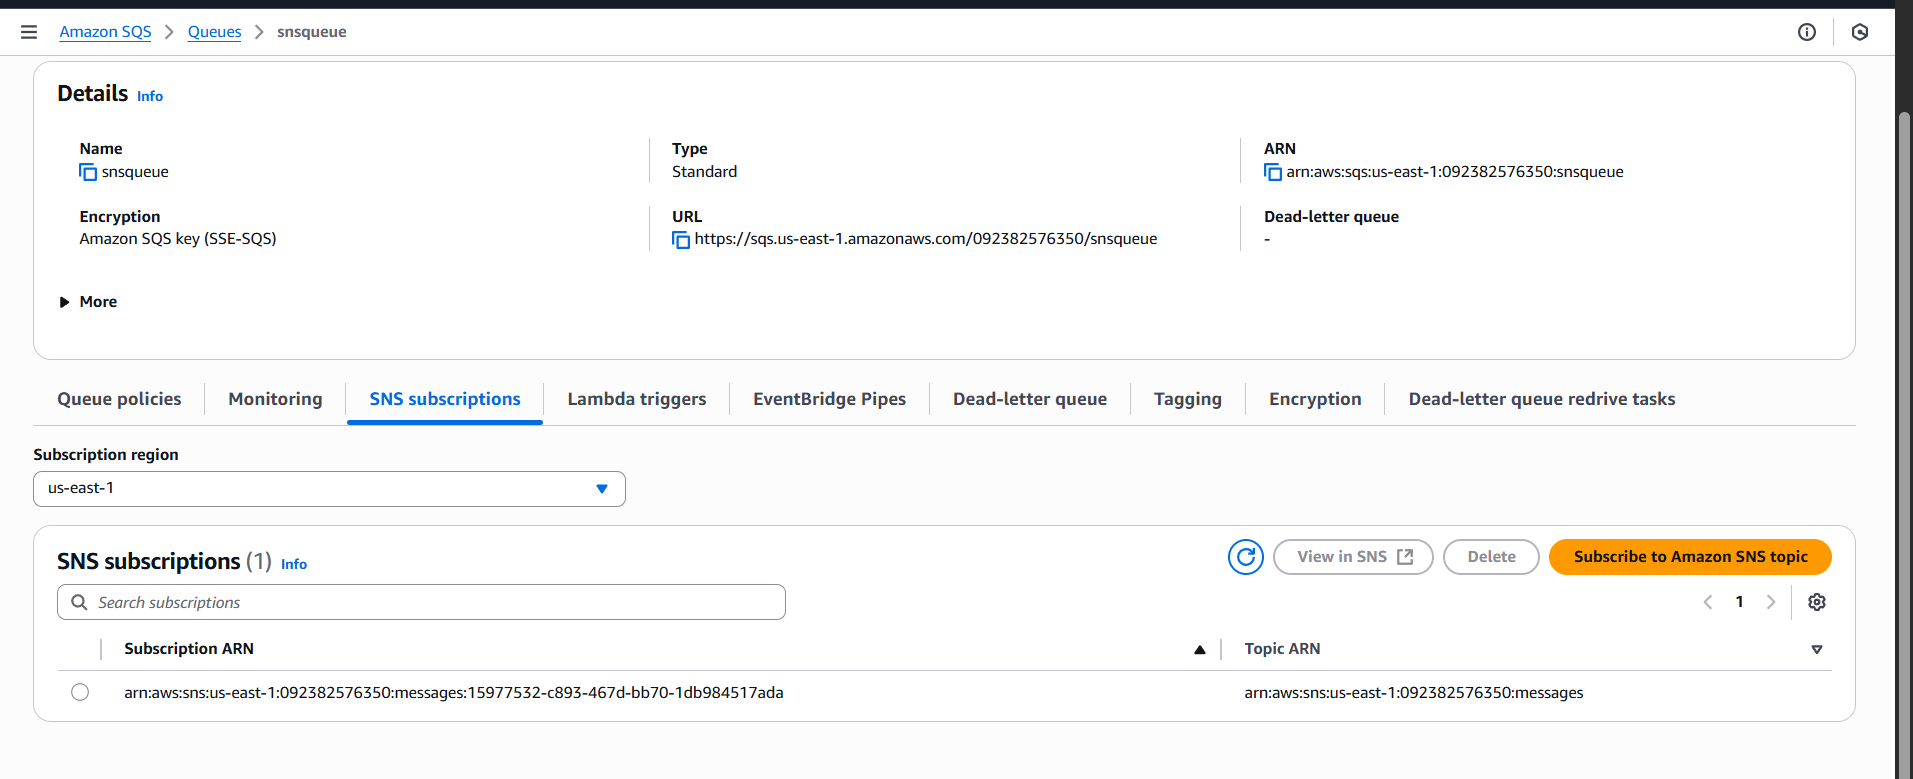 Amazon SQS > Queues > snsqueue
Details Info
Name
snsqueue
Type
Standard
ARN
arn:aws:sqs:us-east-1:092382576350:snsqueue
Encryption
Amazon SQS key (SSE-SQS)
URL
https://sqs.us-east-1.amazonaws.com/092382576350/snsqueue
Dead-letter queue
-
More
Queue policies Monitoring SNS subscriptions Lambda triggers EventBridge Pipes Dead-letter queue Tagging Encryption Dead-letter queue redrive tasks
Subscription region
us-east-1
SNS subscriptions (1) Info
View in SNS Delete Subscribe to Amazon SNS topic
Search subscriptions
1
Subscription ARN Topic ARN
arn:aws:sns:us-east-1:092382576350:messages:15977532-c893-467d-bb70-1db984517ada arn:aws:sns:us-east-1:092382576350:messages